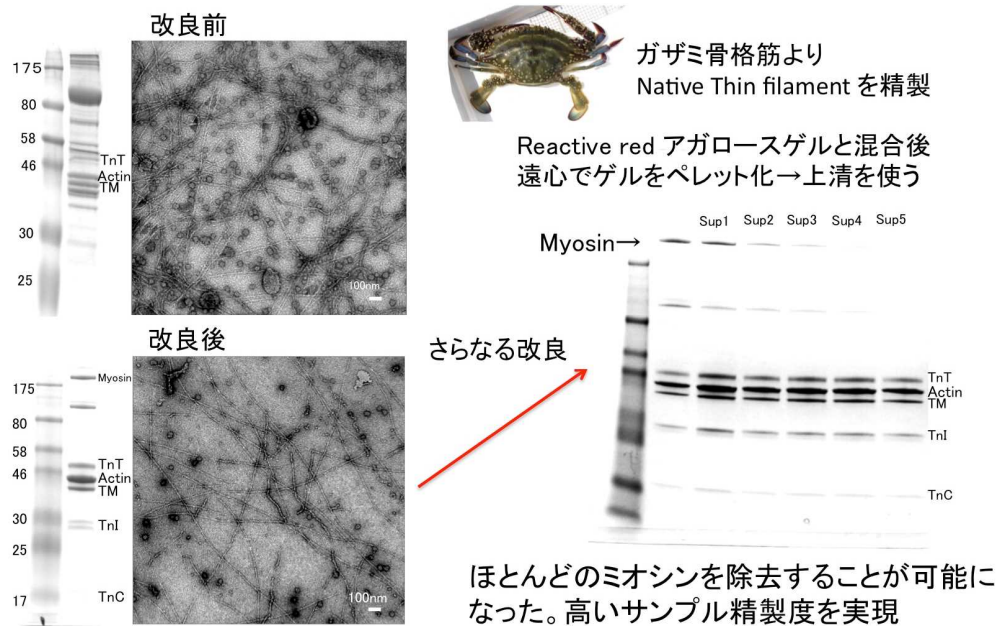 改良前
175
80
58
46
30
25
TnT
Actin
TM
100nm
ガザミ骨格筋より
Native Thin filament を精製
Reactive red アガロースゲルと混合後
遠心でゲルをペレット化→上清を使う
Sup1 Sup2 Sup3 Sup4 Sup5
Myosin→
TnT
Actin
TM
TnI
TnC
改良後
175
80
58
46
30
25
17
Myosin
TnT
Actin
TM
TnI
TnC
100nm
さらなる改良
ほとんどのミオシンを除去することが可能に
なった。高いサンプル精製度を実現